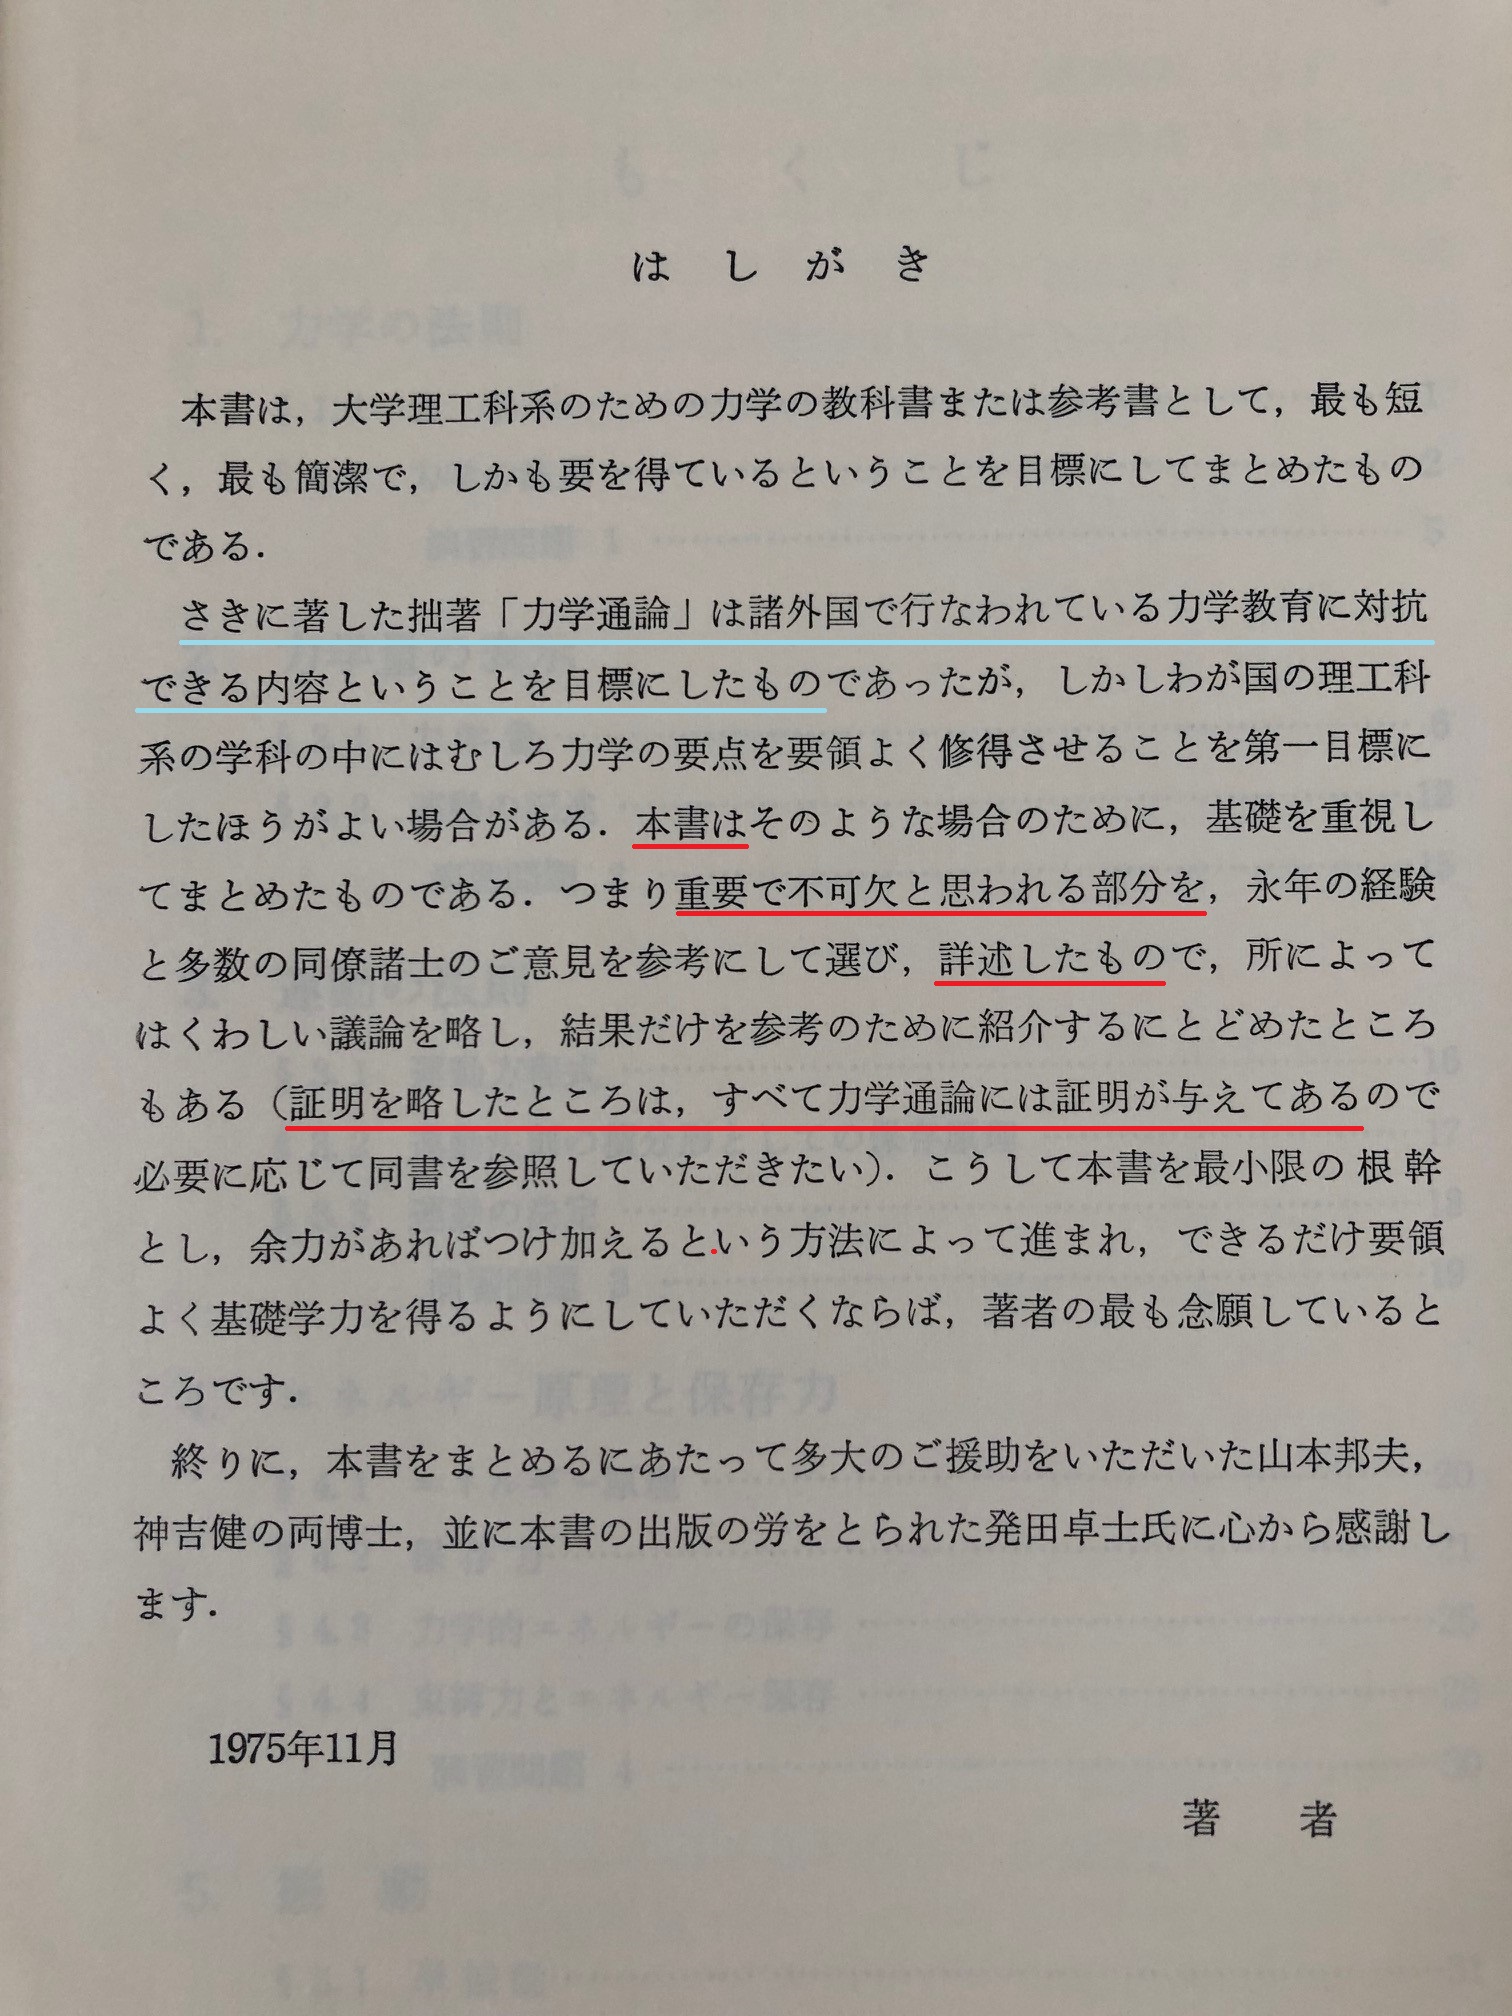 はしがき
本書は，大学理工科系のための力学の教科書または参考書として，最も短
く，最も簡潔で，しかも要を得ているということを目標にしてまとめたもの
である．
さきに著した拙著「力学通論」は諸外国で行なわれている力学教育に対抗
できる内容ということを目標にしたものであったが，しかしわが国の理工科
系の学科の中にはむしろ力学の要点を要領よく修得させることを第一目標に
したほうがよい場合がある．本書はそのような場合のために，基礎を重視し
てまとめたものである．つまり重要で不可欠と思われる部分を，永年の経験
と多数の同僚諸士のご意見を参考にして選び，詳述したもので，所によって
はくわしい議論を略し，結果だけを参考のために紹介するにとどめたところ
もある（証明を略したところは，すべて力学通論には証明が与えてあるので
必要に応じて同書を参照していただきたい）．こうして本書を最小限の根幹
とし，余力があればつけ加えるという方法によって進まれ，できるだけ要領
よく基礎学力を得るようにしていただくならば，著者の最も念願していると
ころです．
終りに，本書をまとめるにあたって多大のご援助をいただいた山本邦夫，
神吉健の両博士，並に本書の出版の労をとられた発田卓士氏に心から感謝し
ます．
1975年11月
著者